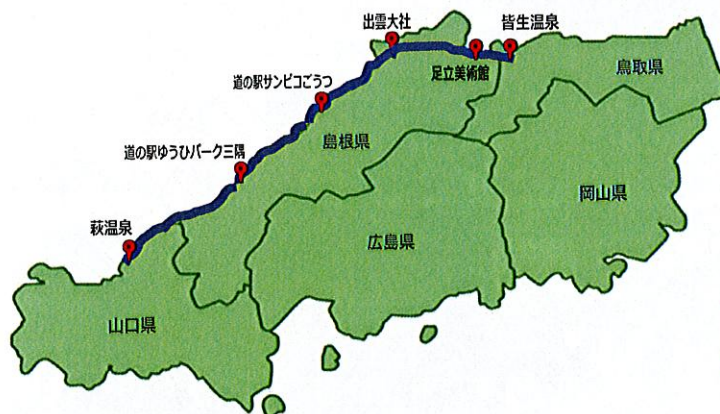 出雲大社
皆生温泉
足立美術館
鳥取県
道の駅サンピコごうつ
島根県
道の駅ゆうひパーク三隅
岡山県
萩温泉
広島県
山口県